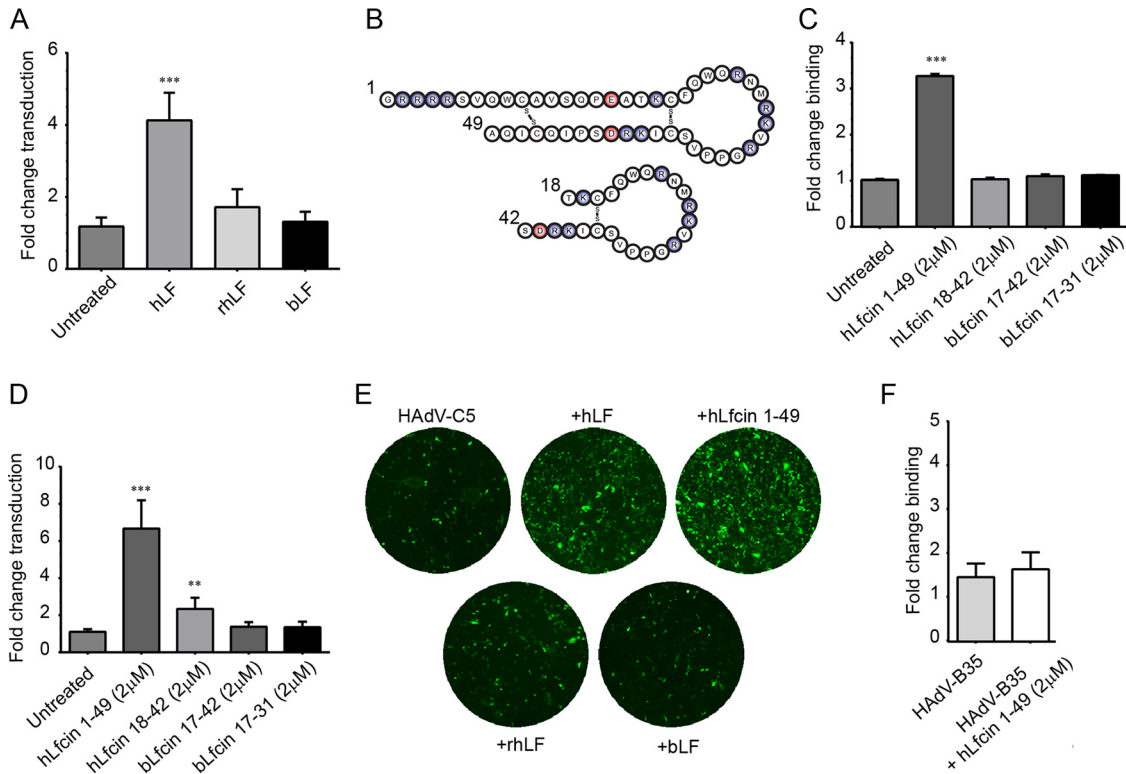 A
Fold change transduction
6
4
2
0
***
Untreated
hLF
rhLF
bLF
B
1
GRRRRSVQWCAVSQPEATKCFQWQRNMRKVRGPPVS
S-S
S-S
49
AQICQIPSDRKIC
18
TKCFQWQRNMRKVRGPPVS
S-S
42
SDRKIC
C
Fold change binding
4
3
2
1
0
***
Untreated
hLfcin 1-49 (2μM)
hLfcin 18-42 (2μM)
bLfcin 17-42 (2μM)
bLfcin 17-31 (2μM)
D
Fold change transduction
10
8
6
4
2
0
***
**
Untreated
hLfcin 1-49 (2μM)
hLfcin 18-42 (2μM)
bLfcin 17-42 (2μM)
bLfcin 17-31 (2μM)
E
HAdV-C5
+hLF
+hLfcin 1-49
+rhLF
+bLF
F
Fold change binding
5
4
3
2
1
0
HAdV-B35
HAdV-B35
+ hLfcin 1-49 (2μM)